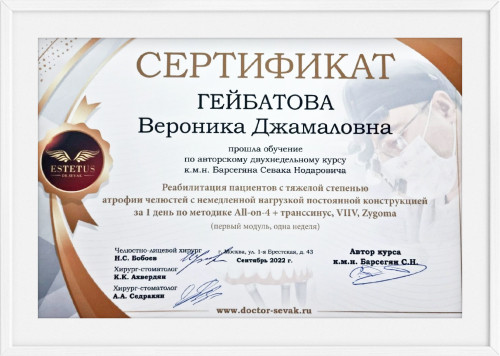 СЕРТИФИКАТ
ГЕЙБАТОВА
Вероника Джамаловна
прошла обучение
по авторскому двухнедельному курсу
к.м.н. Барсегяна Севака Нодаровича
Реабилитация пациентов с тяжелой степенью
атрофии челюстей с немедленной нагрузкой постоянной конструкцией
за 1 день по методике All-on-4 + трансcинус, VIIV, Zygoma
(первый модуль, одна неделя)
ESTETUS
DR.SEVAK
Челюстно-лицевой хирург
Н.С. Бобоев
г. Москва, ул. 1-я Брестская, д. 43
Сентябрь 2022 г.
Автор курса
к.м.н. Барсегян С.Н.
Хирург-стоматолог
К.К. Ахвердян
Хирург-стоматолог
А.А. Седракян
www.doctor-sevak.ru